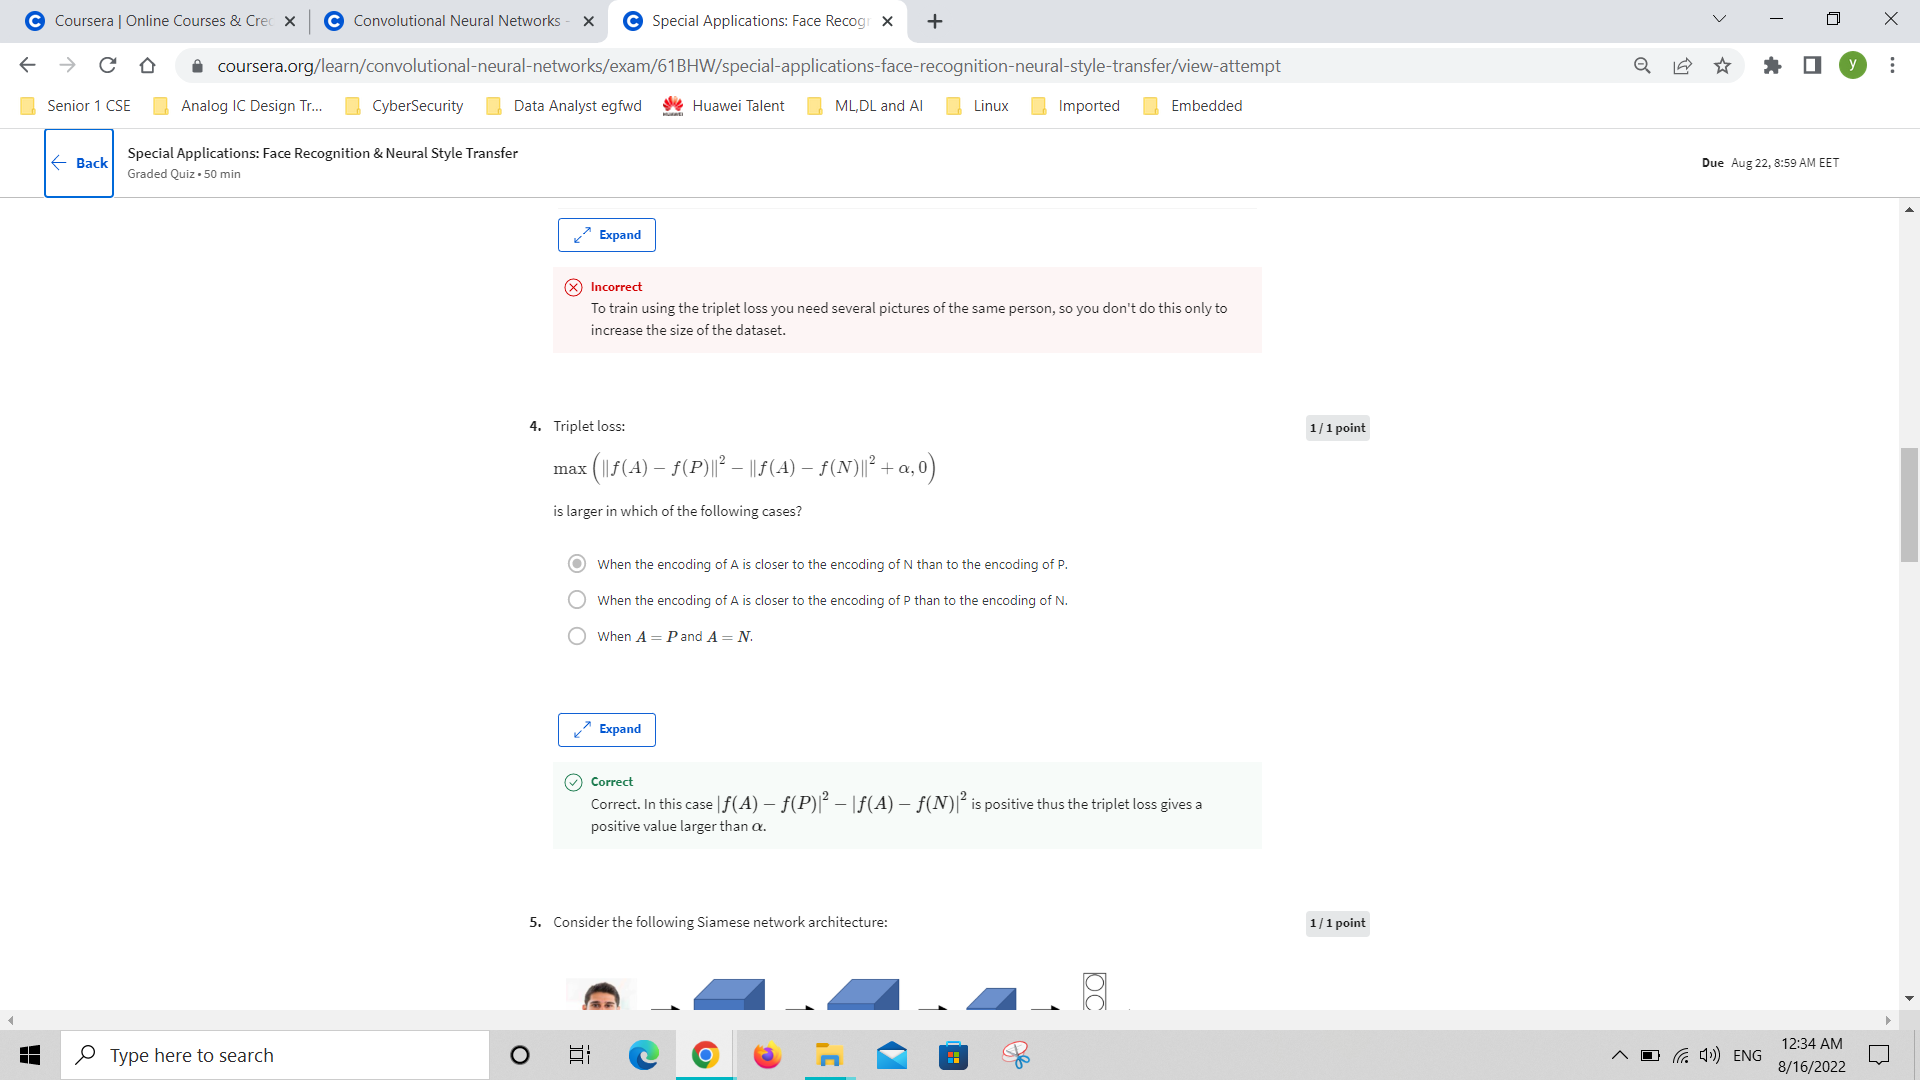 Coursera | Online Courses & Cre
Convolutional Neural Networks -
Special Applications: Face Recogr
coursera.org/learn/convolutional-neural-networks/exam/61BHW/special-applications-face-recognition-neural-style-transfer/view-attempt
y
Senior 1 CSE
Analog IC Design Tr...
CyberSecurity
Data Analyst egfwd
Huawei Talent
ML,DL and AI
Linux
Imported
Embedded
Back
Special Applications: Face Recognition & Neural Style Transfer
Graded Quiz • 50 min
Due Aug 22, 8:59 AM EET
Expand
Incorrect
To train using the triplet loss you need several pictures of the same person, so you don't do this only to
increase the size of the dataset.
4. Triplet loss:
1 / 1 point
max (‖f(A) − f(P)‖² − ‖f(A) − f(N)‖² + α, 0)
is larger in which of the following cases?
When the encoding of A is closer to the encoding of N than to the encoding of P.
When the encoding of A is closer to the encoding of P than to the encoding of N.
When A = P and A = N.
Expand
Correct
Correct. In this case |f(A) − f(P)|² − |f(A) − f(N)|² is positive thus the triplet loss gives a
positive value larger than α.
5. Consider the following Siamese network architecture:
1 / 1 point
Type here to search
ENG
12:34 AM
8/16/2022